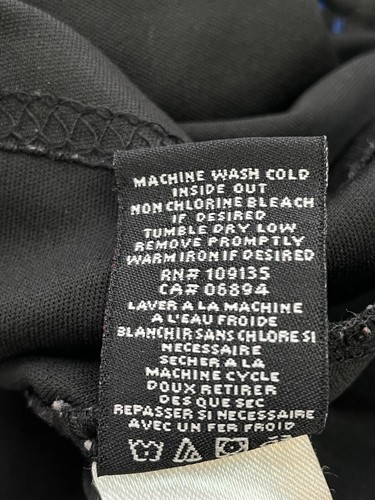 MACHINE WASH COLD
INSIDE OUT
NON CHLORINE BLEACH
IF DESIRED
TUMBLE DRY LOW
REMOVE PROMPTLY
WARM IRON IF DESIRED
RN# 109135
CA# 06894
LAVER A LA MACHINE
A L'EAU FROIDE
BLANCHIR SANS CHLORE SI
NECESSAIRE
SECHER A LA
MACHINE CYCLE
DOUX RETIRER
DES QUE SEC
REPASSER SI NECESSAIRE
AVEC UN FER FROID